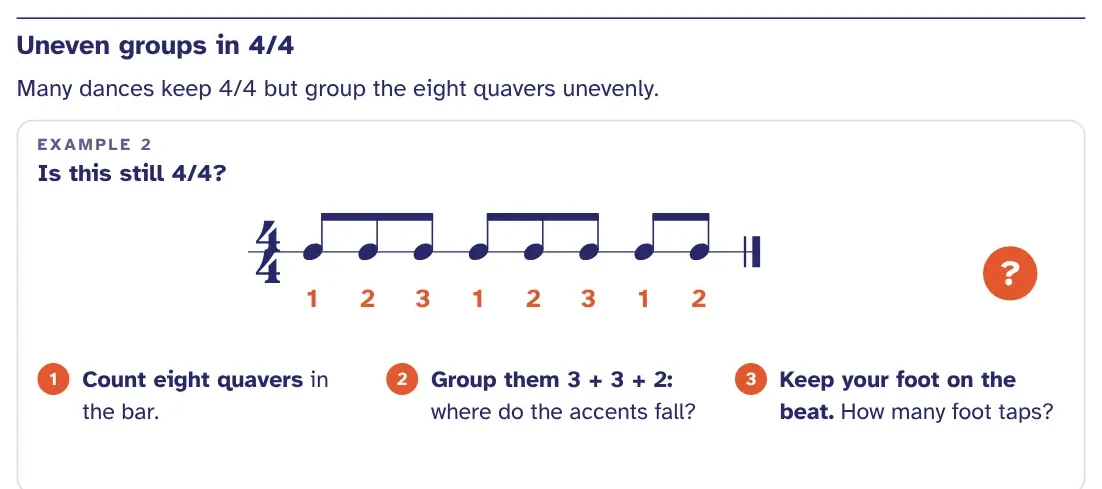 Uneven groups in 4/4
Many dances keep 4/4 but group the eight quavers unevenly.
EXAMPLE 2
Is this still 4/4?
4
4
1 2 3 1 2 3 1 2
?
1 Count eight quavers in
the bar.
2 Group them 3 + 3 + 2:
where do the accents fall?
3 Keep your foot on the
beat. How many foot taps?